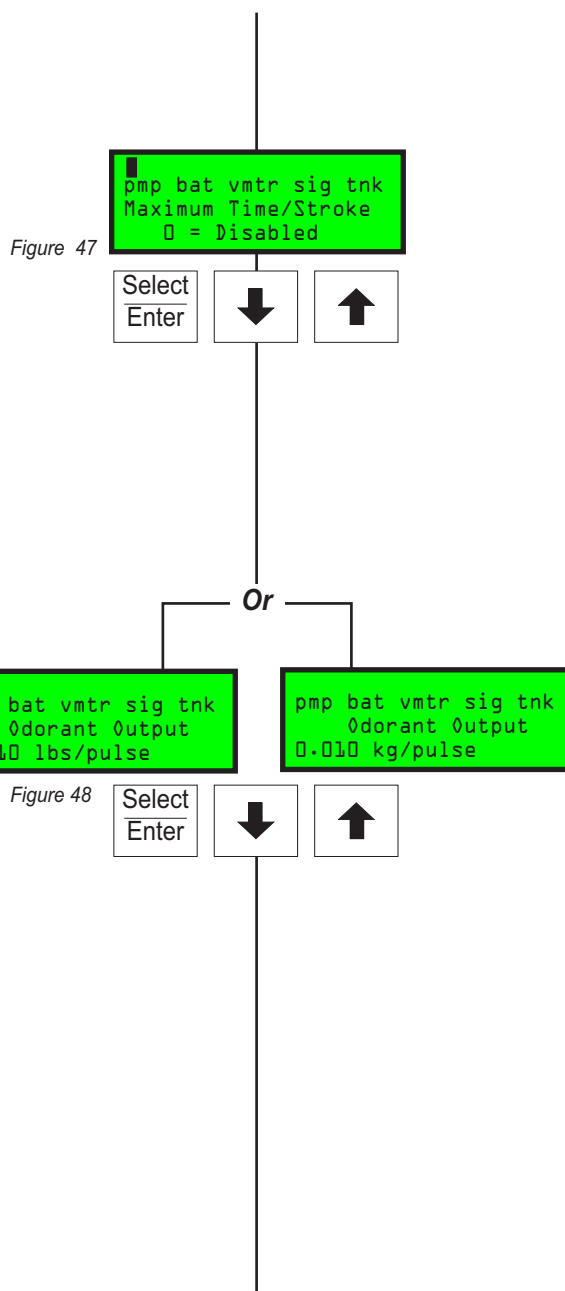 pmp bat vmtr sig tnk
Maximum Time/Stroke
0 = Disabled
Figure 47
Select
Enter
Or
bat vmtr sig tnk
Odorant Output
10 lbs/pulse
pmp bat vmtr sig tnk
Odorant Output
0.010 kg/pulse
Figure 48
Select
Enter